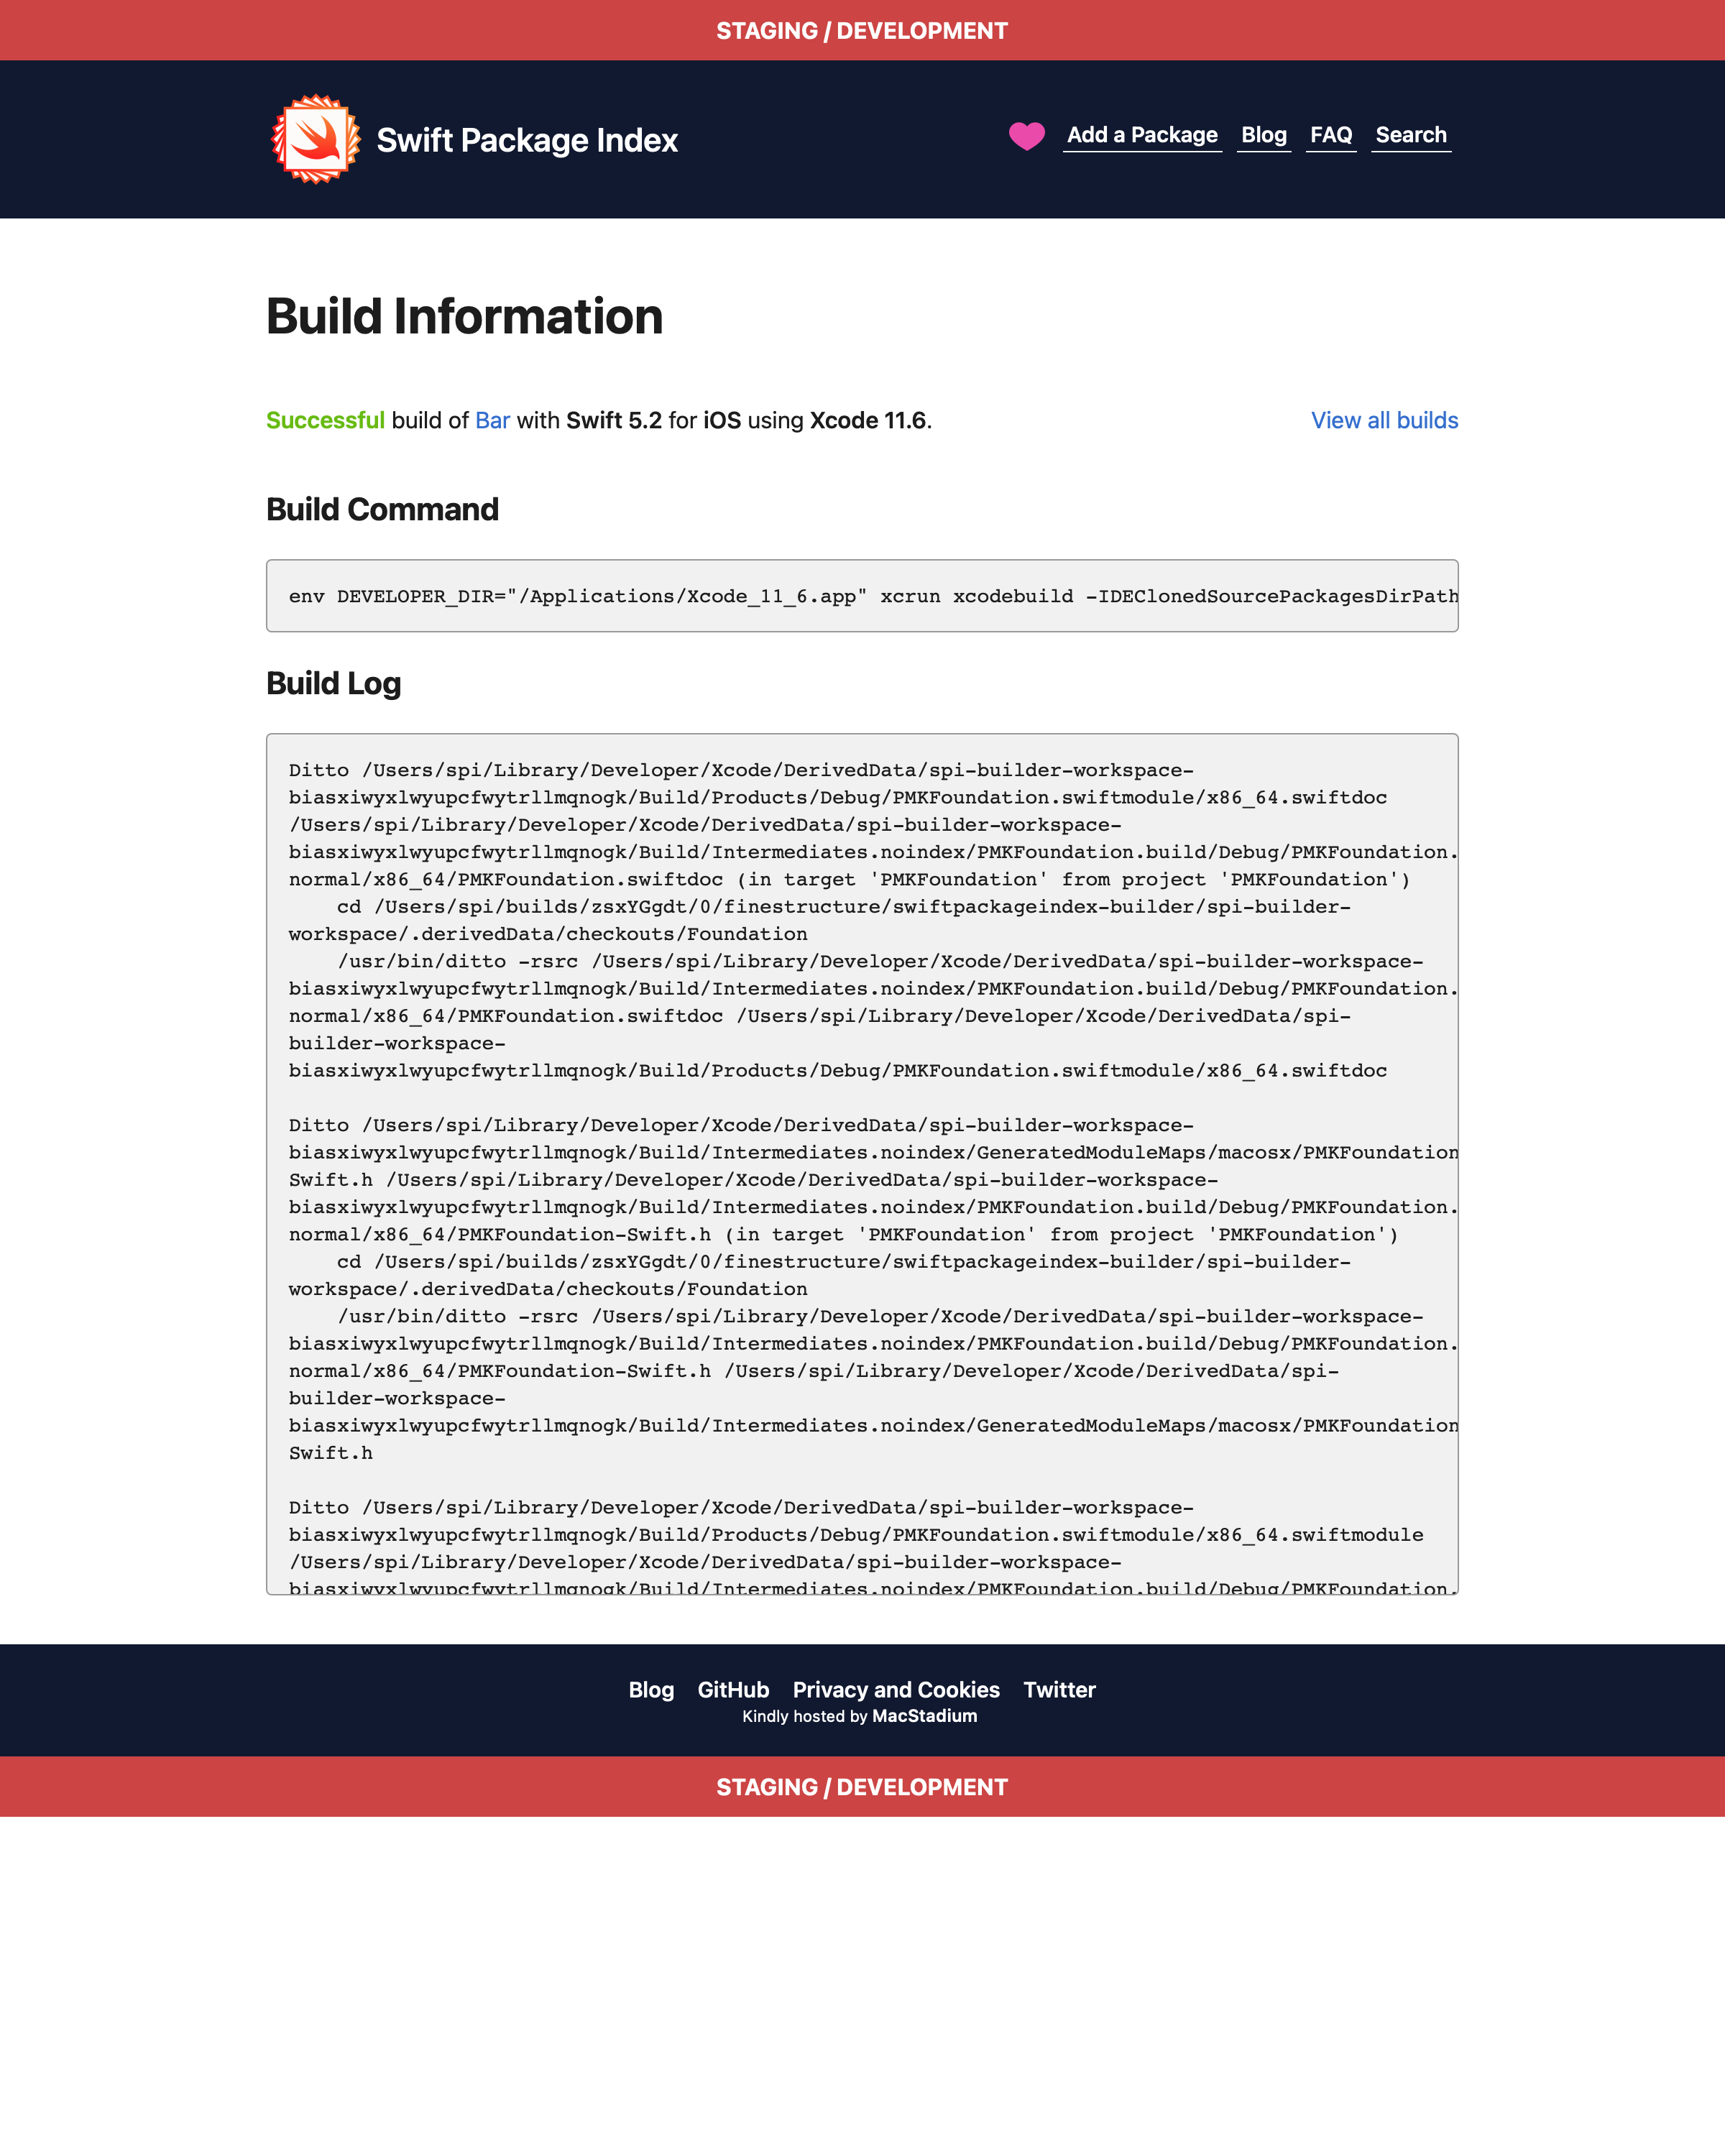 STAGING / DEVELOPMENT
Swift Package Index
Add a Package Blog FAQ Search
Build Information
Successful build of Bar with Swift 5.2 for iOS using Xcode 11.6. View all builds
Build Command
env DEVELOPER_DIR="/Applications/Xcode_11_6.app" xcrun xcodebuild -IDEClonedSourcePackagesDirPath
Build Log
Ditto /Users/spi/Library/Developer/Xcode/DerivedData/spi-builder-workspace-
biasxiwyxlwyupcfwytrllmqnogk/Build/Products/Debug/PMKFoundation.swiftmodule/x86_64.swiftdoc
/Users/spi/Library/Developer/Xcode/DerivedData/spi-builder-workspace-
biasxiwyxlwyupcfwytrllmqnogk/Build/Intermediates.noindex/PMKFoundation.build/Debug/PMKFoundation.
normal/x86_64/PMKFoundation.swiftdoc (in target 'PMKFoundation' from project 'PMKFoundation')
    cd /Users/spi/builds/zsxYGgdt/0/finestructure/swiftpackageindex-builder/spi-builder-
workspace/.derivedData/checkouts/Foundation
    /usr/bin/ditto -rsrc /Users/spi/Library/Developer/Xcode/DerivedData/spi-builder-workspace-
biasxiwyxlwyupcfwytrllmqnogk/Build/Intermediates.noindex/PMKFoundation.build/Debug/PMKFoundation.
normal/x86_64/PMKFoundation.swiftdoc /Users/spi/Library/Developer/Xcode/DerivedData/spi-
builder-workspace-
biasxiwyxlwyupcfwytrllmqnogk/Build/Products/Debug/PMKFoundation.swiftmodule/x86_64.swiftdoc
Ditto /Users/spi/Library/Developer/Xcode/DerivedData/spi-builder-workspace-
biasxiwyxlwyupcfwytrllmqnogk/Build/Intermediates.noindex/GeneratedModuleMaps/macosx/PMKFoundation
Swift.h /Users/spi/Library/Developer/Xcode/DerivedData/spi-builder-workspace-
biasxiwyxlwyupcfwytrllmqnogk/Build/Intermediates.noindex/PMKFoundation.build/Debug/PMKFoundation.
normal/x86_64/PMKFoundation-Swift.h (in target 'PMKFoundation' from project 'PMKFoundation')
    cd /Users/spi/builds/zsxYGgdt/0/finestructure/swiftpackageindex-builder/spi-builder-
workspace/.derivedData/checkouts/Foundation
    /usr/bin/ditto -rsrc /Users/spi/Library/Developer/Xcode/DerivedData/spi-builder-workspace-
biasxiwyxlwyupcfwytrllmqnogk/Build/Intermediates.noindex/PMKFoundation.build/Debug/PMKFoundation.
normal/x86_64/PMKFoundation-Swift.h /Users/spi/Library/Developer/Xcode/DerivedData/spi-
builder-workspace-
biasxiwyxlwyupcfwytrllmqnogk/Build/Intermediates.noindex/GeneratedModuleMaps/macosx/PMKFoundation
Swift.h
Ditto /Users/spi/Library/Developer/Xcode/DerivedData/spi-builder-workspace-
biasxiwyxlwyupcfwytrllmqnogk/Build/Products/Debug/PMKFoundation.swiftmodule/x86_64.swiftmodule
/Users/spi/Library/Developer/Xcode/DerivedData/spi-builder-workspace-
biasxiwyxlwyupcfwytrllmqnogk/Build/Intermediates.noindex/PMKFoundation.build/Debug/PMKFoundation.
Blog GitHub Privacy and Cookies Twitter
Kindly hosted by MacStadium
STAGING / DEVELOPMENT